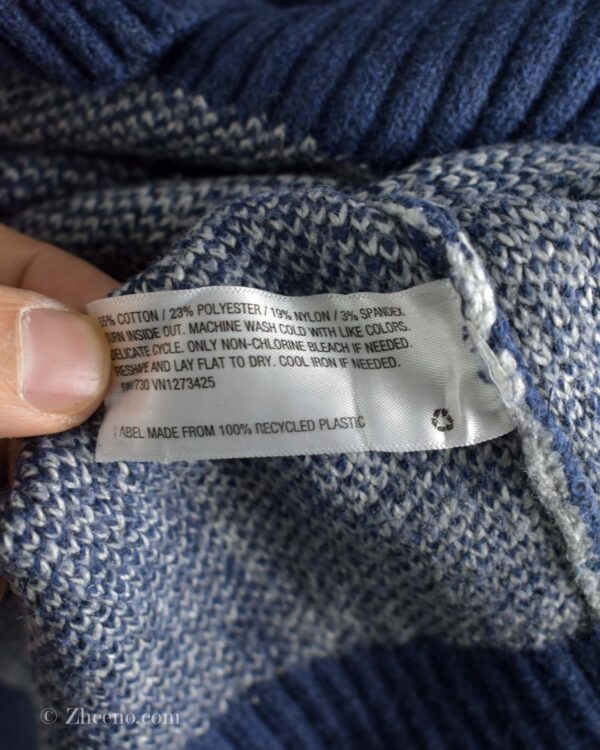 55% COTTON / 23% POLYESTER / 19% NYLON / 3% SPANDEX
TURN INSIDE OUT. MACHINE WASH COLD WITH LIKE COLORS.
DELICATE CYCLE. ONLY NON-CHLORINE BLEACH IF NEEDED.
RESHAPE AND LAY FLAT TO DRY. COOL IRON IF NEEDED.
VN1273425
LABEL MADE FROM 100% RECYCLED PLASTIC
© Zheeno.com